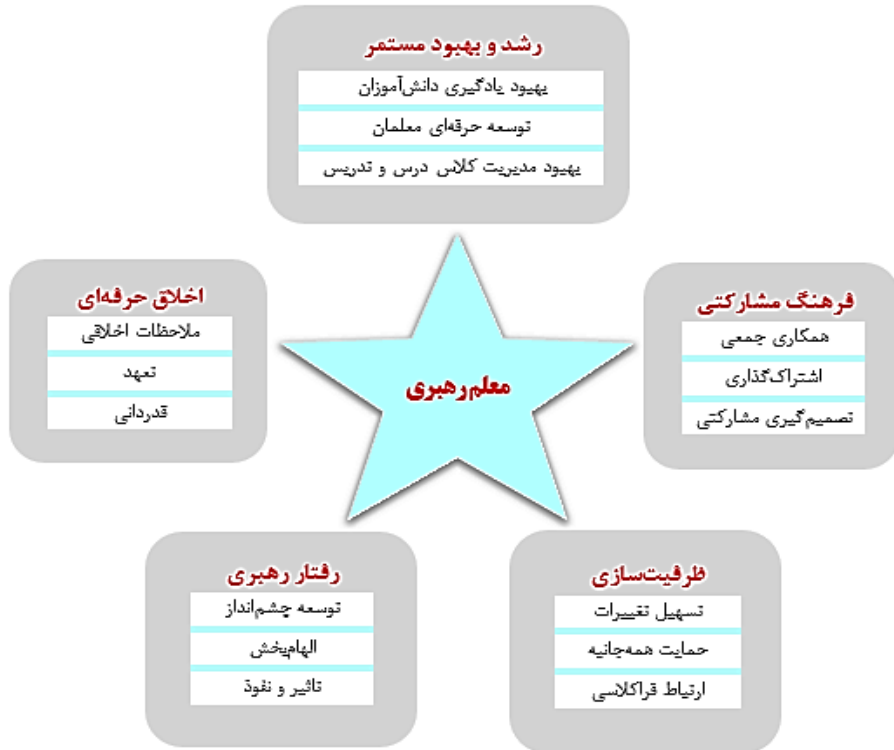 رشد و بهبود مستمر
بهبود یادگیری دانش‌آموزان
توسعه حرفه‌ای معلمان
بهبود مدیریت کلاس درس و تدریس
فرهنگ مشارکتی
همکاری جمعی
اشتراک‌گذاری
تصمیم‌گیری مشارکتی
اخلاق حرفه‌ای
ملاحظات اخلاقی
تعهد
قدردانی
معلم‌رهبری
ظرفیت‌سازی
تسهیل تغییرات
حمایت همه‌جانبه
ارتباط فراکلاسی
رفتار رهبری
توسعه چشم‌انداز
الهام‌بخش
تاثیر و نفوذ